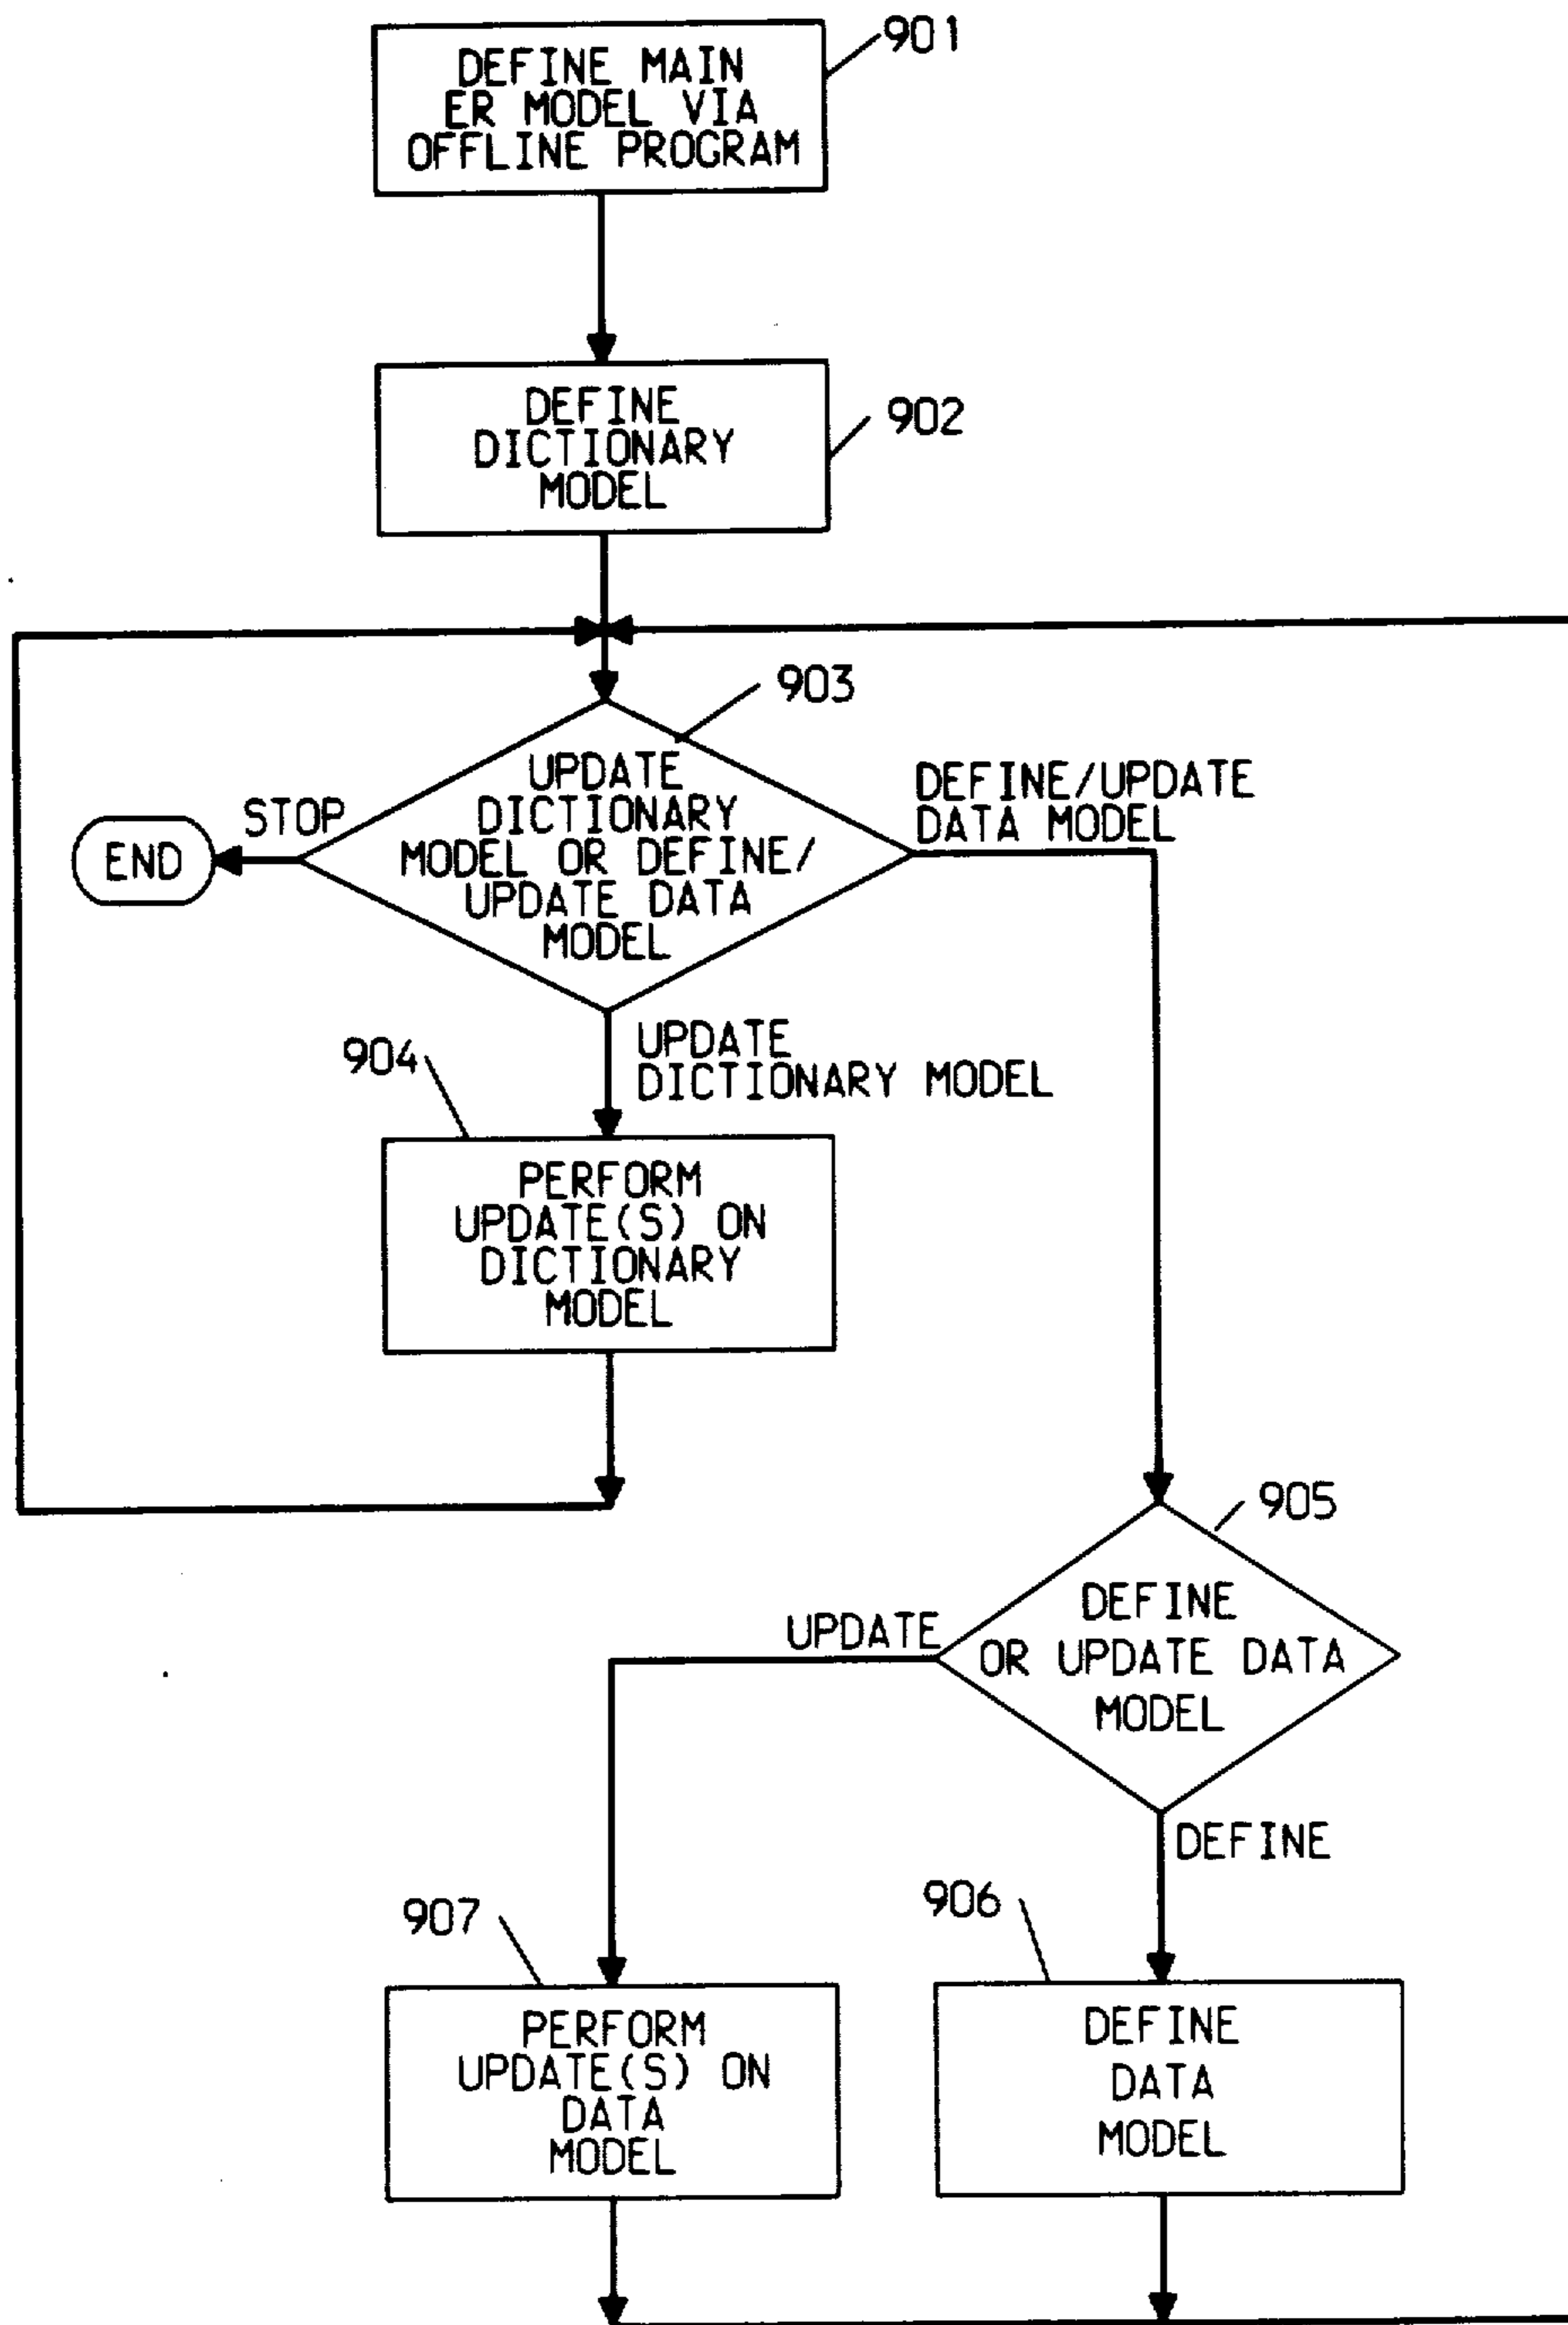 901
DEFINE MAIN
ER MODEL VIA
OFFLINE PROGRAM
902
DEFINE
DICTIONARY
MODEL
903
UPDATE
DICTIONARY
MODEL OR DEFINE/
UPDATE DATA
MODEL
STOP
END
DEFINE/UPDATE
DATA MODEL
UPDATE
DICTIONARY MODEL
904
PERFORM
UPDATE(S) ON
DICTIONARY
MODEL
905
DEFINE
OR UPDATE DATA
MODEL
UPDATE
DEFINE
907
PERFORM
UPDATE(S) ON
DATA
MODEL
906
DEFINE
DATA
MODEL